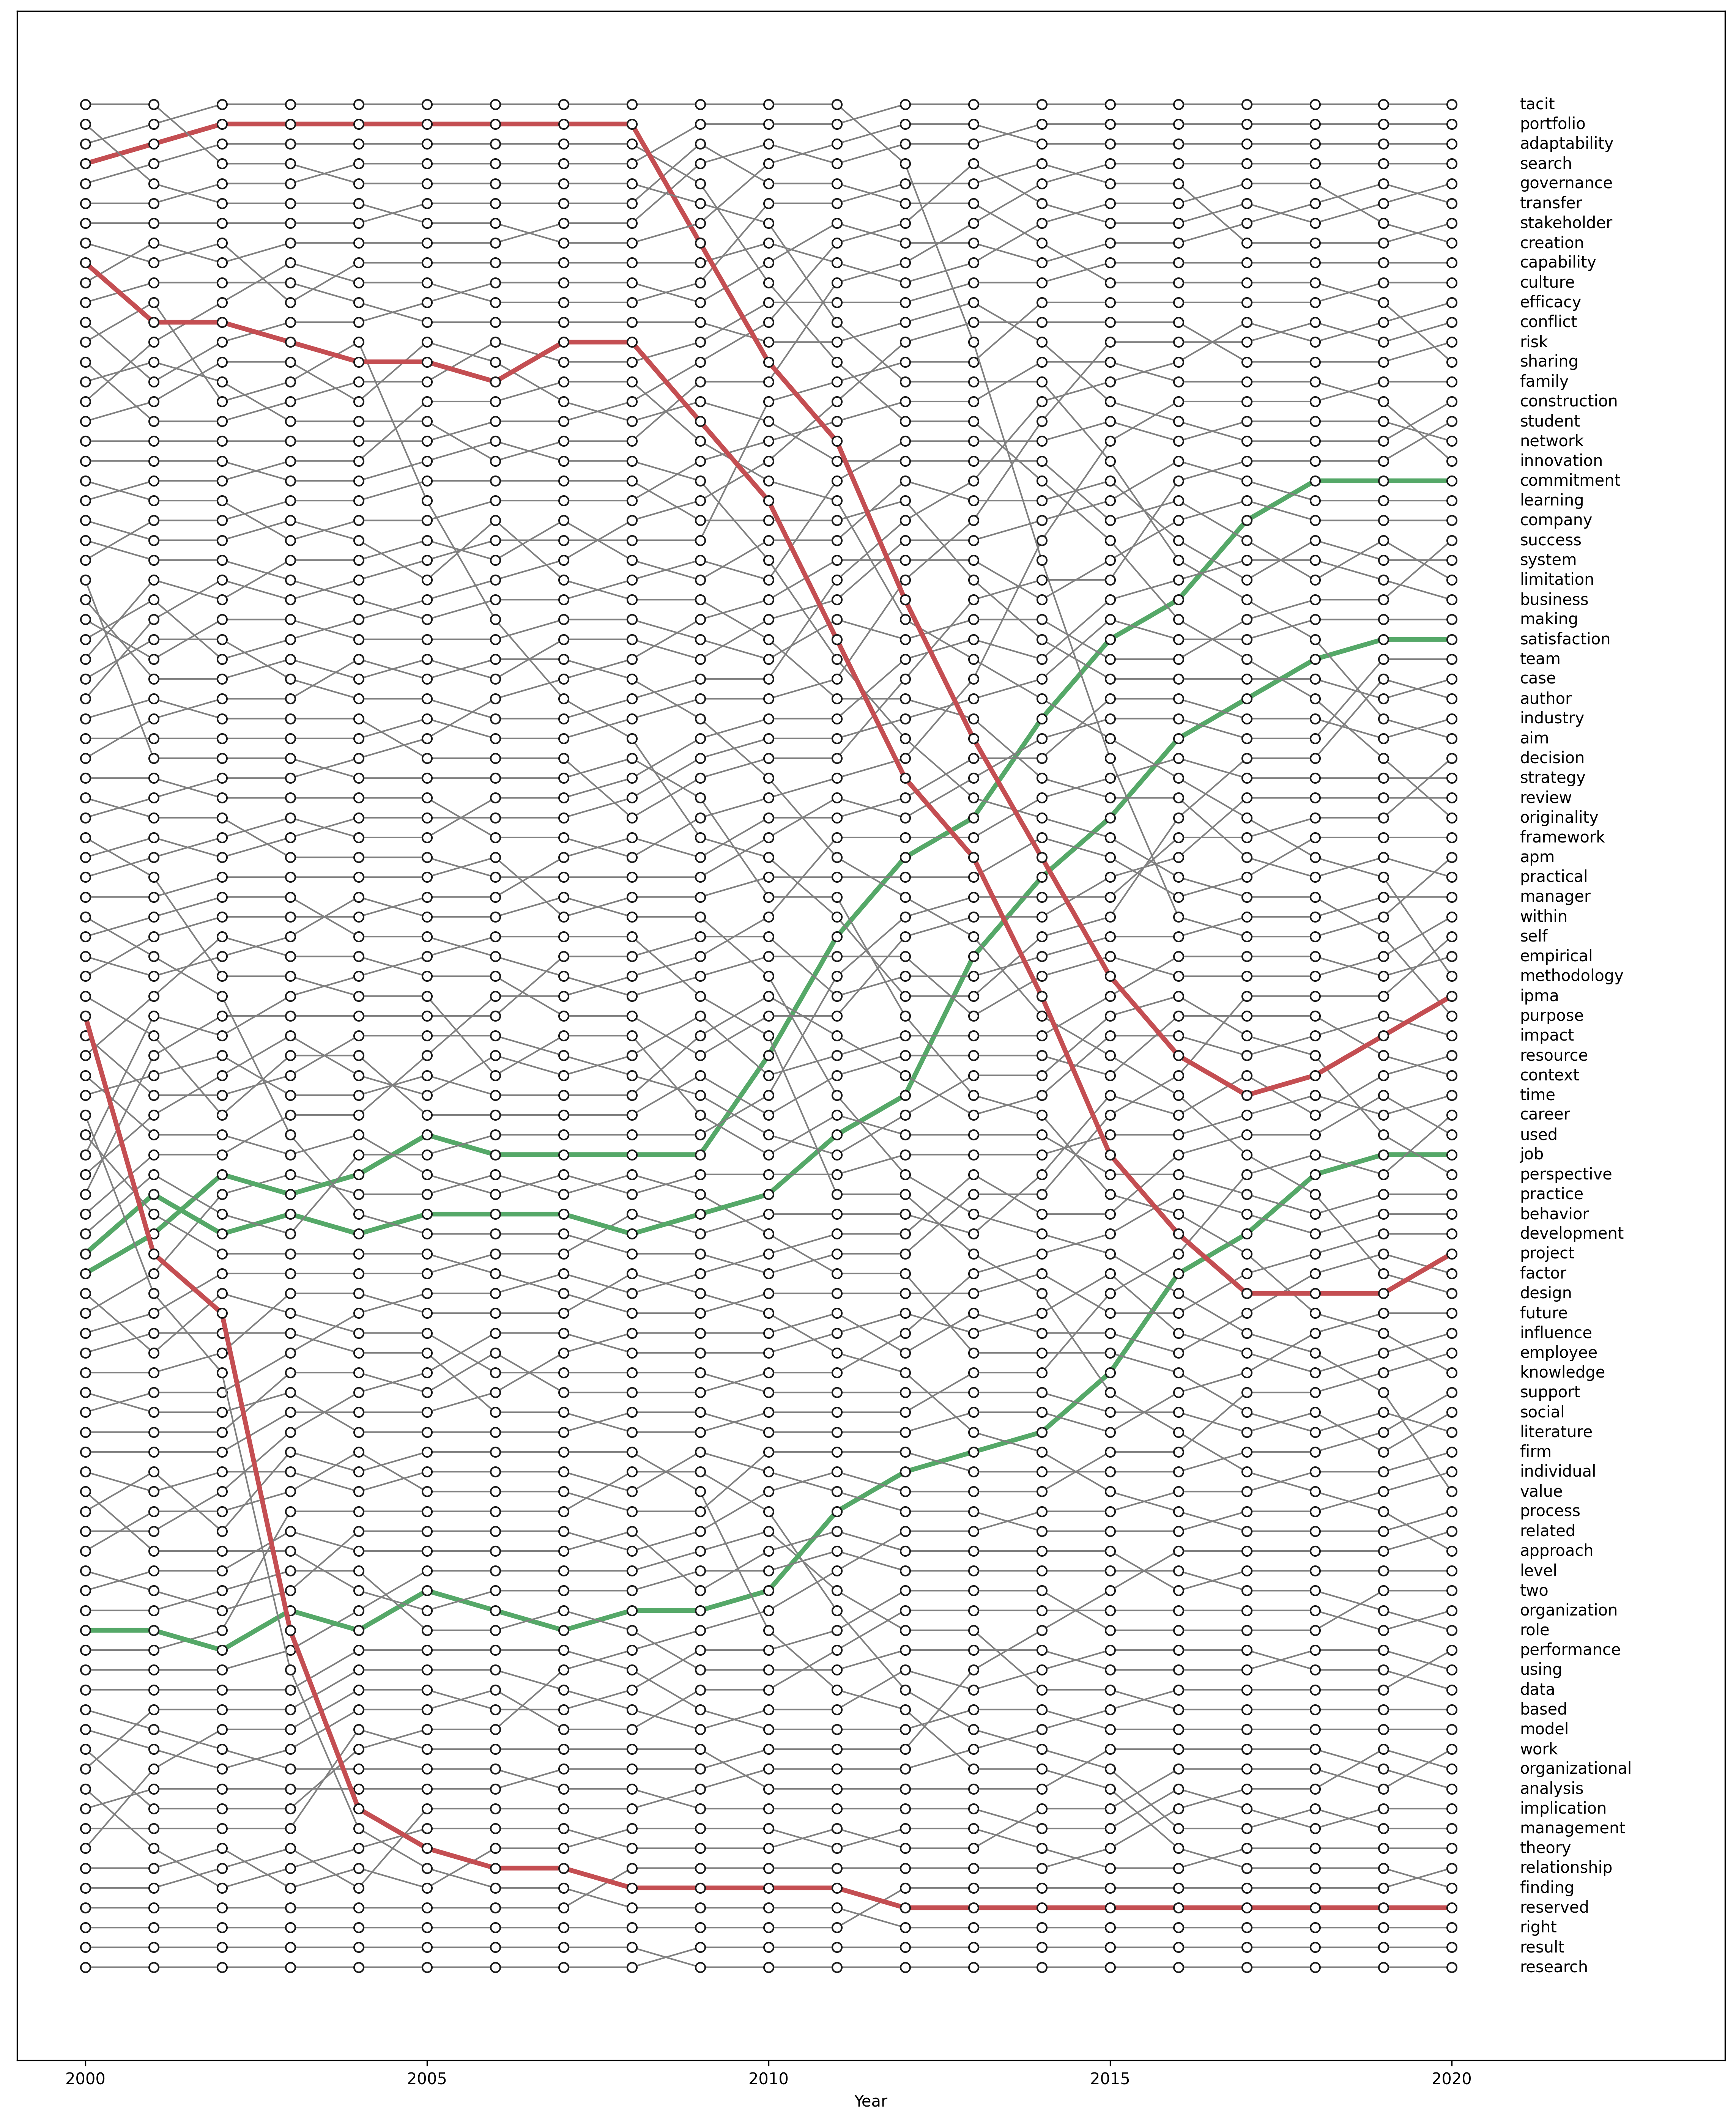 tacit
portfolio
adaptability
search
governance
transfer
stakeholder
creation
capability
culture
efficacy
conflict
risk
sharing
family
construction
student
network
innovation
commitment
learning
company
success
system
limitation
business
making
satisfaction
team
case
author
industry
aim
decision
strategy
review
originality
framework
apm
practical
manager
within
self
empirical
methodology
ipma
purpose
impact
resource
context
time
career
used
job
perspective
practice
behavior
development
project
factor
design
future
influence
employee
knowledge
support
social
literature
firm
individual
value
process
related
approach
level
two
organization
role
performance
using
data
based
model
work
organizational
analysis
implication
management
theory
relationship
finding
reserved
right
result
research
2000 2005 2010 2015 2020
Year